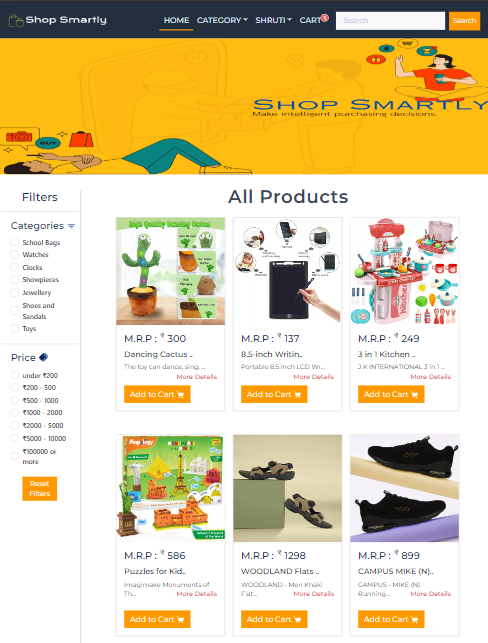 Shop Smartly
HOME CATEGORY SHRUTI CART
Search
Search
SHOP SMARTLY
Make intelligent purchasing decisions.
BUY
Filters
Categories
School Bags
Watches
Clocks
Showpieces
Jewellery
Shoes and
Sandals
Toys
Price
under ₹200
₹200 - 500
₹500 - 1000
₹1000 - 2000
₹2000 - 5000
₹5000 - 10000
₹100000 or
more
Reset
Filters
All Products
M.R.P : ₹ 300
Dancing Cactus ..
The toy can dance, sing, ...
More Details
Add to Cart
M.R.P : ₹ 137
8.5-inch Writin..
Portable 8.5 Inch LCD Wr...
More Details
Add to Cart
M.R.P : ₹ 249
3 in 1 Kitchen ..
J K INTERNATIONAL 3 in 1 ...
More Details
Add to Cart
M.R.P : ₹ 586
Puzzles for Kid..
Imagimake Monuments of
Th...
More Details
Add to Cart
M.R.P : ₹ 1298
WOODLAND Flats ..
WOODLAND - Men Khaki
Flat...
More Details
Add to Cart
M.R.P : ₹ 899
CAMPUS MIKE (N)..
CAMPUS - MIKE (N)
Running...
More Details
Add to Cart